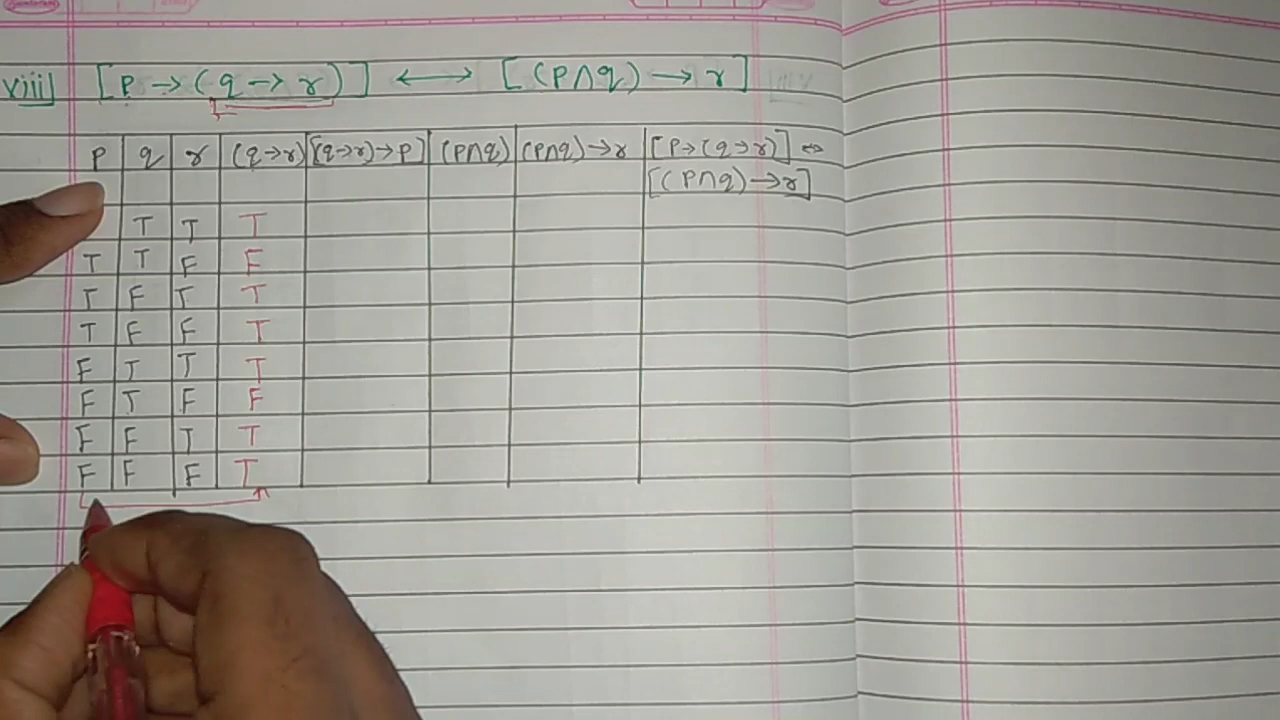 viii] [P → (q → r)] ⟷ [(P∧q) → r]
P q r (q→r) [(q→r)→P] (P∧q) (P∧q)→r [P→(q→r)] ⇔
[(P∧q)→r]
T T T
T T F F
T F T T
T F F T
F T T T
F T F F
F F T T
F F F T